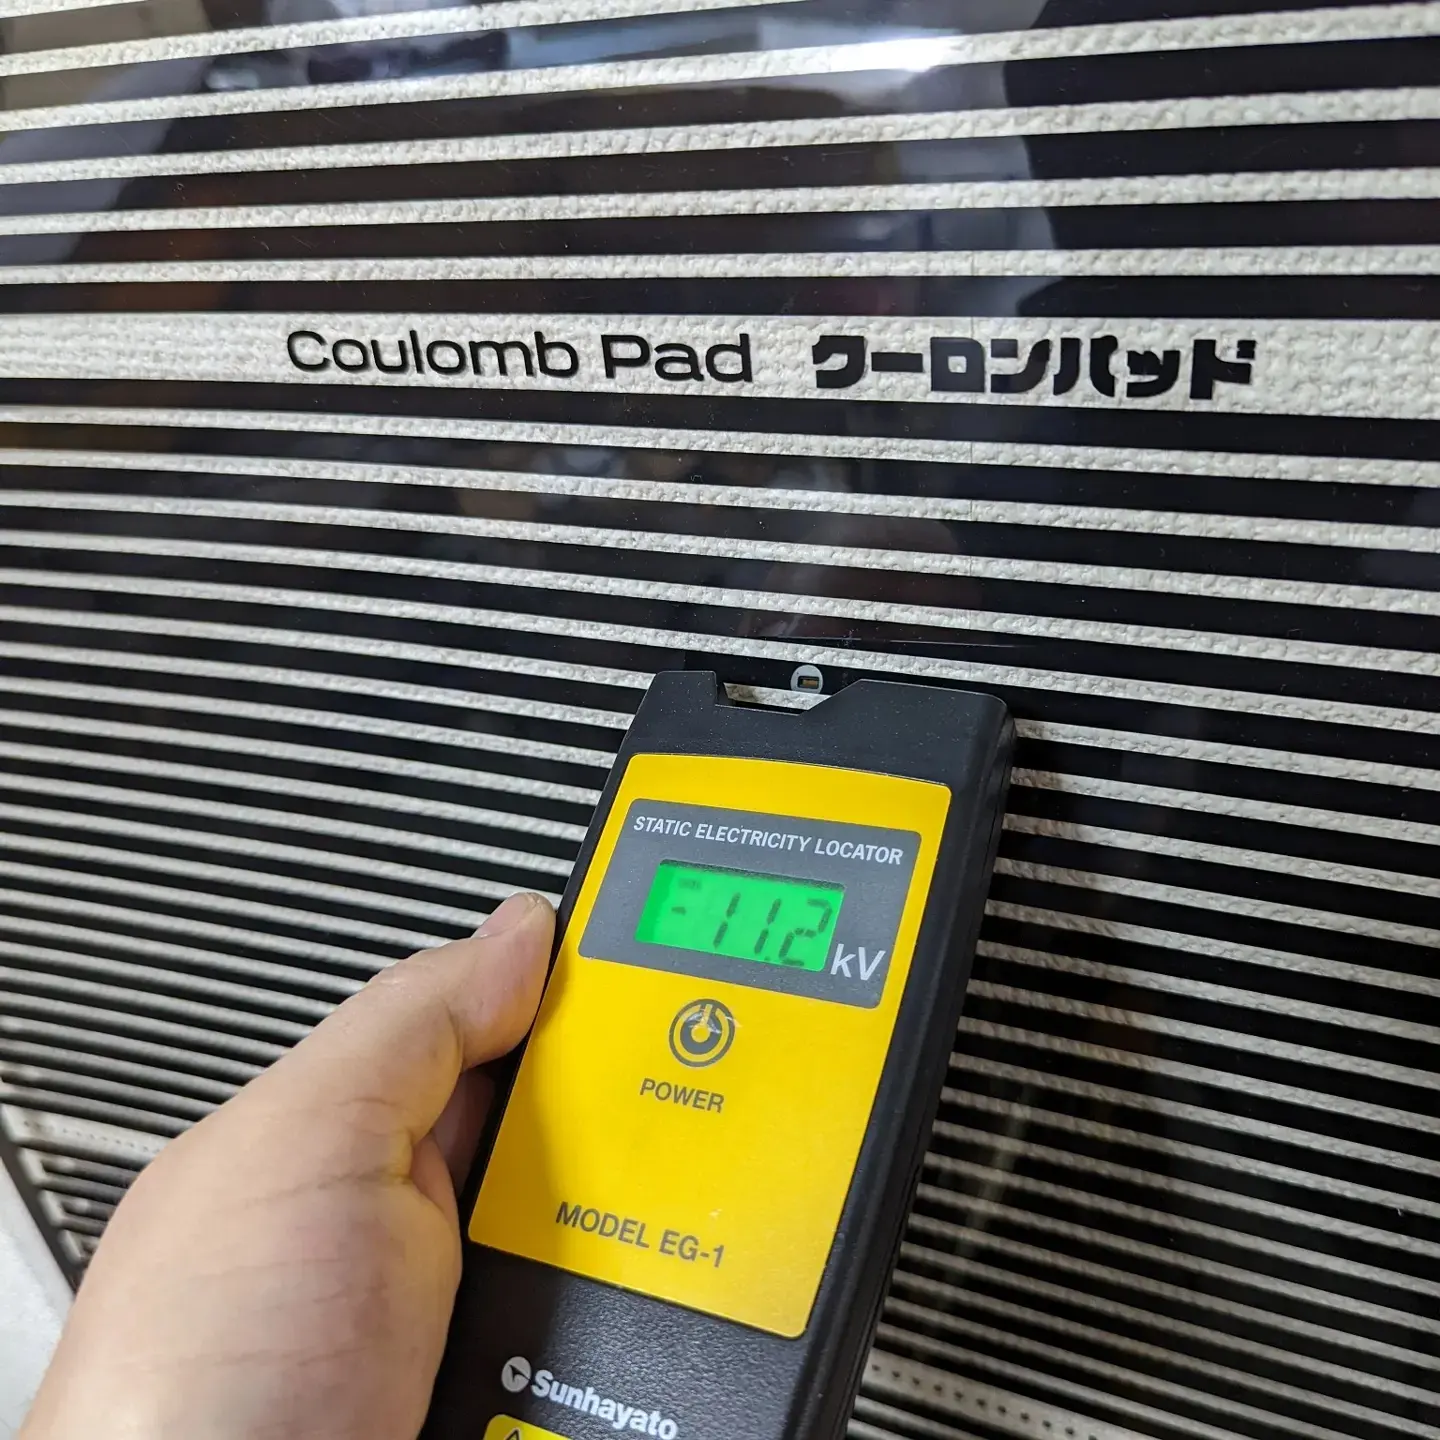 Coulomb Pad クーロンパッド
STATIC ELECTRICITY LOCATOR
-11.2 kV
POWER
MODEL EG-1
Sunhayato